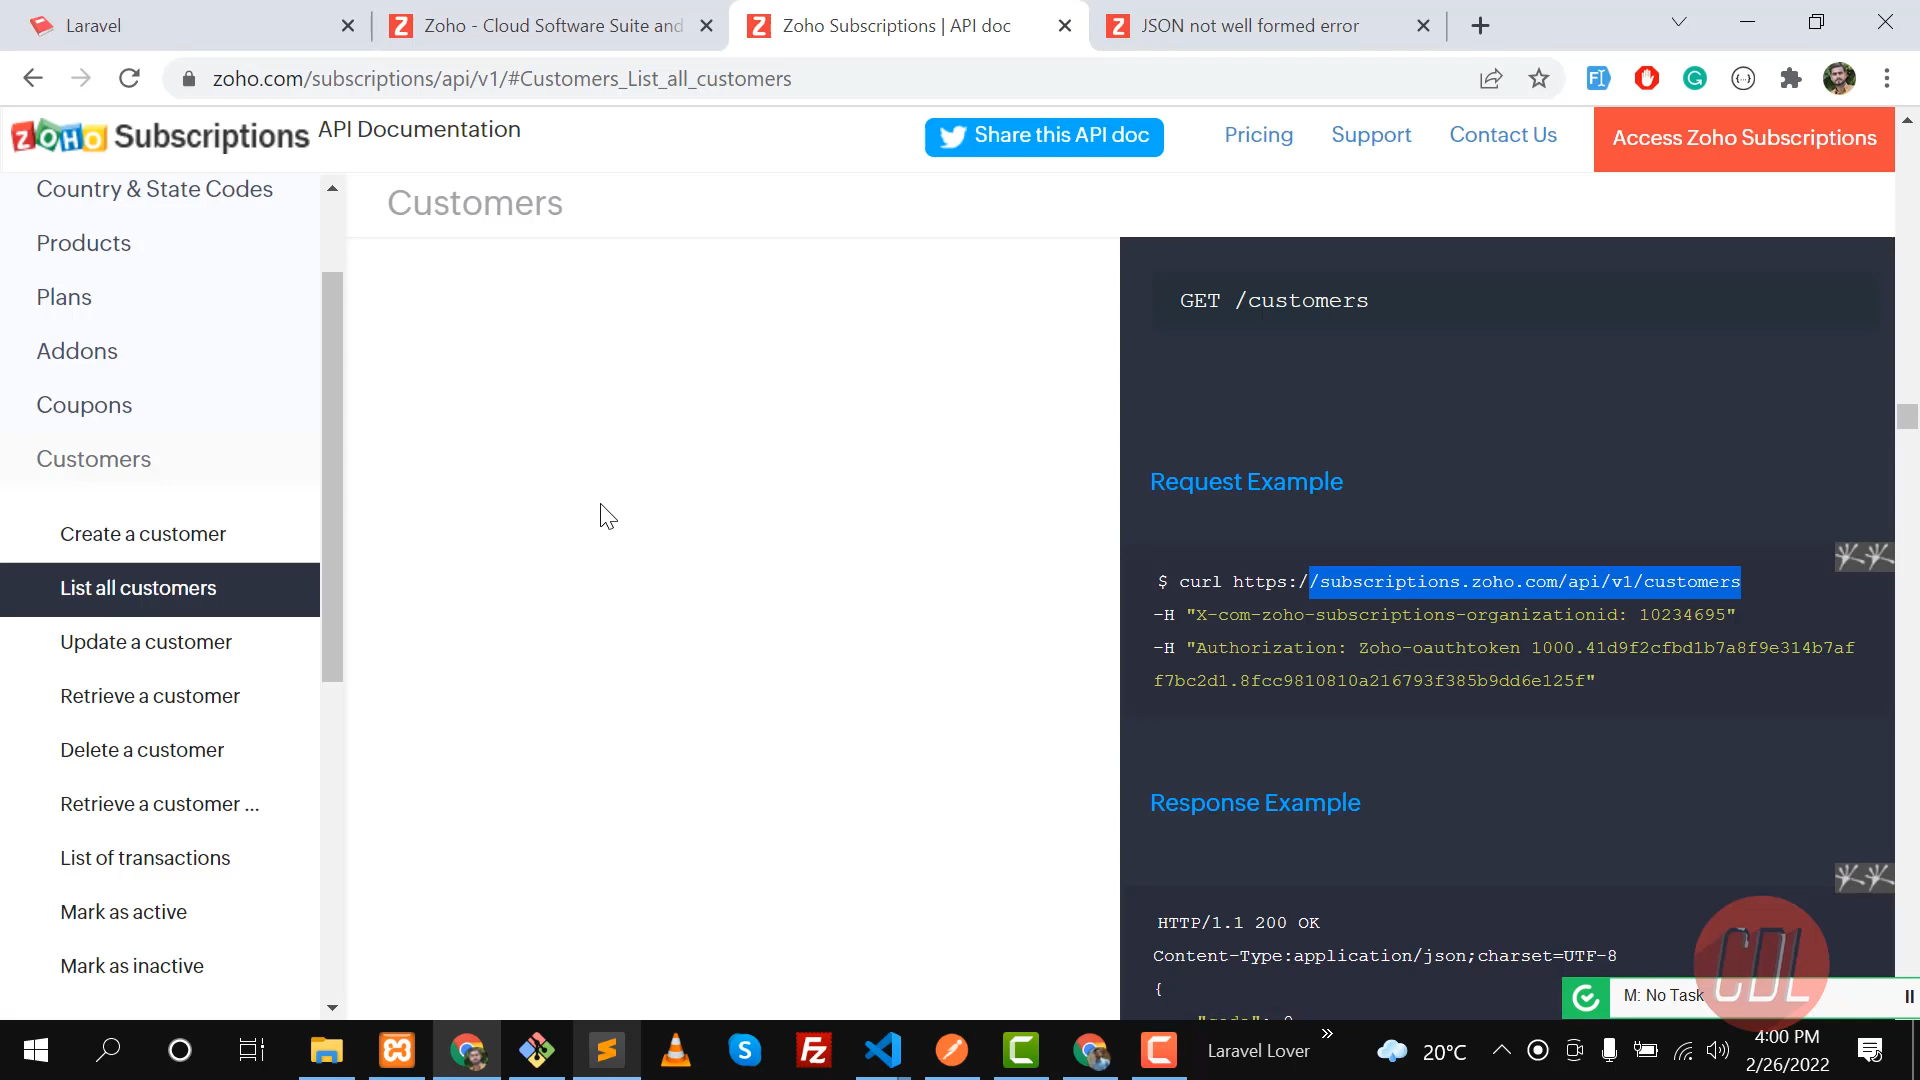 Laravel
Zoho - Cloud Software Suite and
Zoho Subscriptions | API doc
JSON not well formed error
zoho.com/subscriptions/api/v1/#Customers_List_all_customers
ZOHO Subscriptions API Documentation
Share this API doc
Pricing
Support
Contact Us
Access Zoho Subscriptions
Country & State Codes
Products
Plans
Addons
Coupons
Customers
Create a customer
List all customers
Update a customer
Retrieve a customer
Delete a customer
Retrieve a customer ...
List of transactions
Mark as active
Mark as inactive
Customers
GET /customers
Request Example
$ curl https://subscriptions.zoho.com/api/v1/customers
-H "X-com-zoho-subscriptions-organizationid: 10234695"
-H "Authorization: Zoho-oauthtoken 1000.41d9f2cfbd1b7a8f9e314b7af
f7bc2d1.8fcc9810810a216793f385b9dd6e125f"
Response Example
HTTP/1.1 200 OK
Content-Type:application/json;charset=UTF-8
{
"code": 0
CDL
M: No Task
Laravel Lover
20°C
4:00 PM
2/26/2022